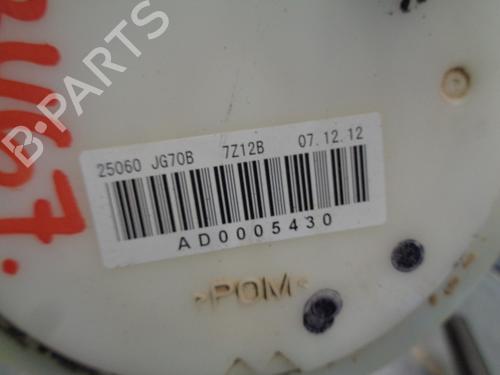 B-PARTS
25060 JG70B 7Z12B 07.12.12
AD0005430
>POM<